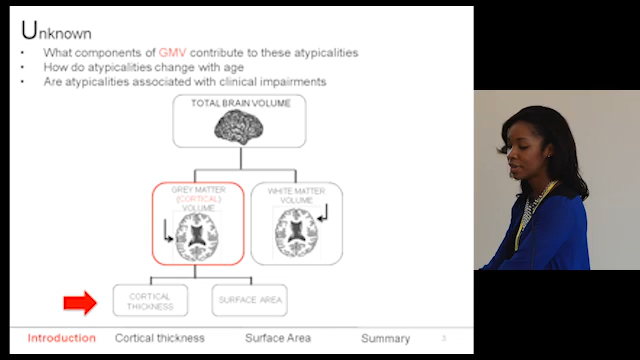 Unknown
• What components of GMV contribute to these atypicalities
• How do atypicalities change with age
• Are atypicalities associated with clinical impairments
TOTAL BRAIN VOLUME
GREY MATTER
(CORTICAL)
VOLUME
WHITE MATTER
VOLUME
CORTICAL
THICKNESS
SURFACE AREA
Introduction Cortical thickness Surface Area Summary 3